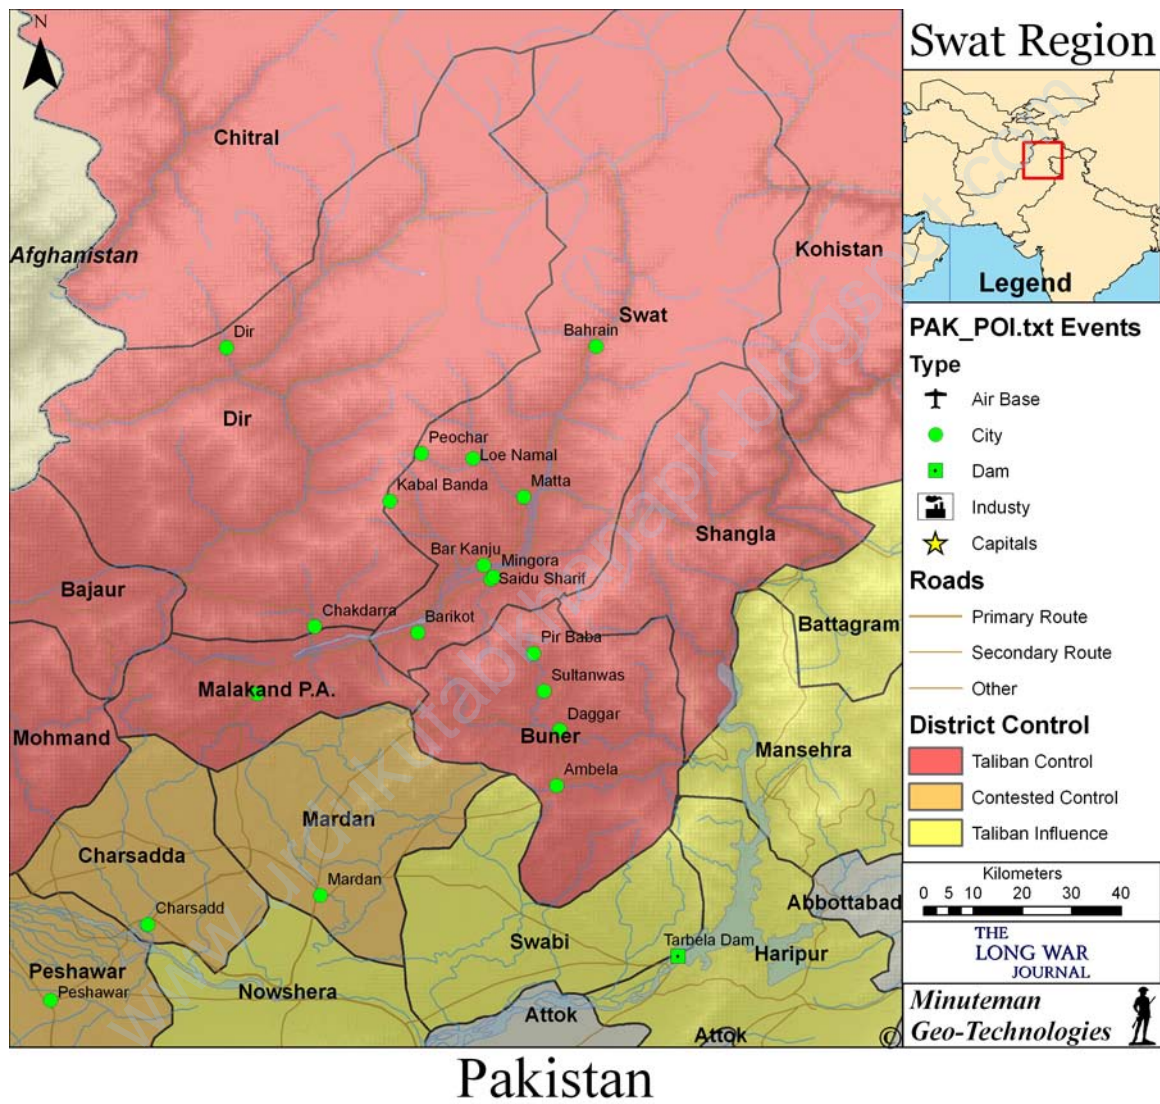 Swat Region
N
Chitral
Afghanistan
Kohistan
Swat
Bahrain
Dir
Dir
Peochar
Loe Namal
Kabal Banda
Matta
Shangla
Bar Kanju
Mingora
Saidu Sharif
Bajaur
Chakdarra
Barikot
Battagram
Pir Baba
Malakand P.A.
Sultanwas
Daggar
Buner
Mohmand
Mansehra
Ambela
Mardan
Charsadda
Mardan
Charsadd
Abbottabad
Swabi
Tarbela Dam
Haripur
Peshawar
Peshawar
Nowshera
Attok
Attok
©
Legend
PAK_POI.txt Events
Type
Air Base
City
Dam
Industy
Capitals
Roads
Primary Route
Secondary Route
Other
District Control
Taliban Control
Contested Control
Taliban Influence
Kilometers
0 5 10 20 30 40
THE
LONG WAR
JOURNAL
Minuteman
Geo-Technologies
Pakistan
www.urdukutabkhanapk.blogspot.com